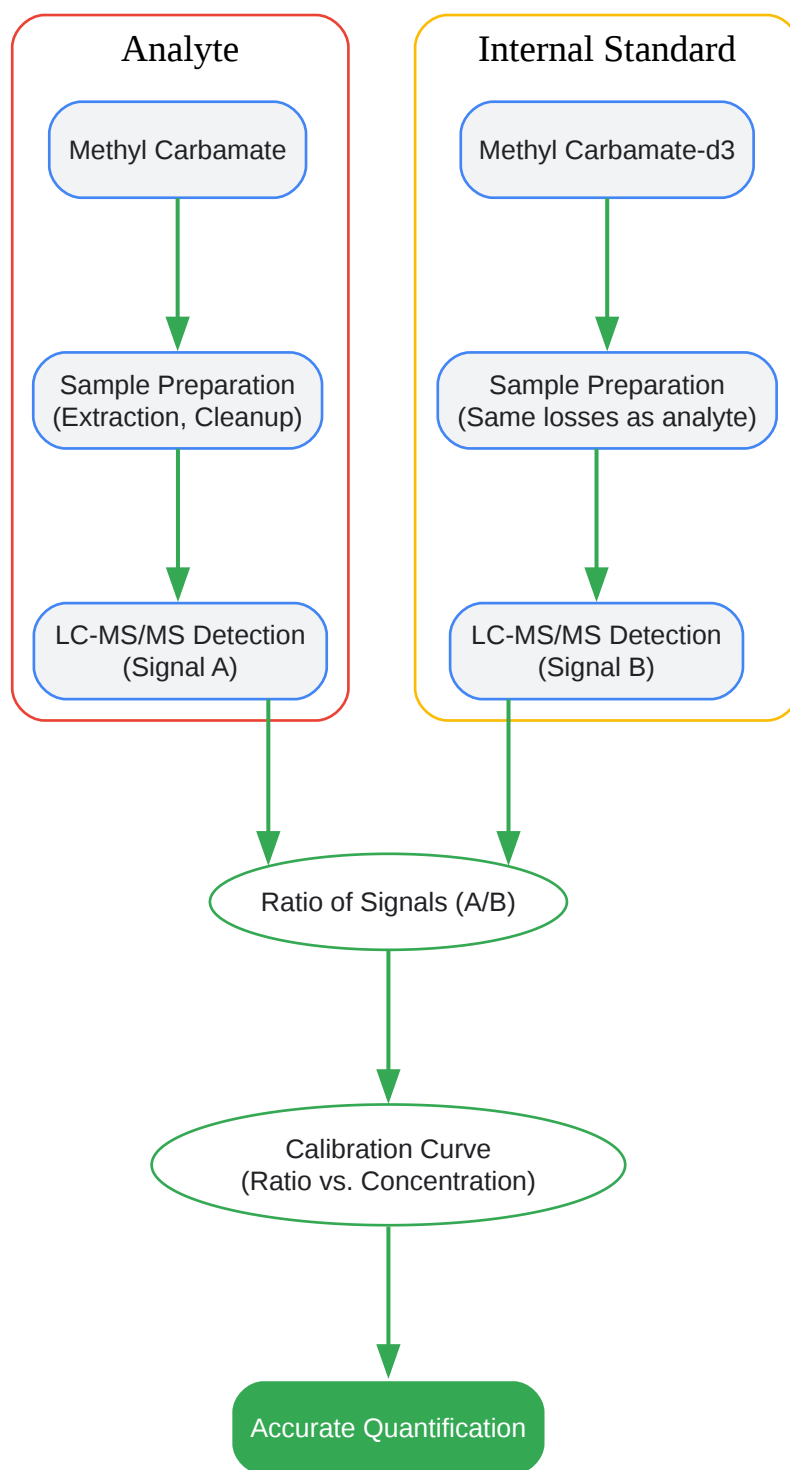 Analyte
Methyl Carbamate
Sample Preparation
(Extraction, Cleanup)
LC-MS/MS Detection
(Signal A)
Internal Standard
Methyl Carbamate-d3
Sample Preparation
(Same losses as analyte)
LC-MS/MS Detection
(Signal B)
Ratio of Signals (A/B)
Calibration Curve
(Ratio vs. Concentration)
Accurate Quantification